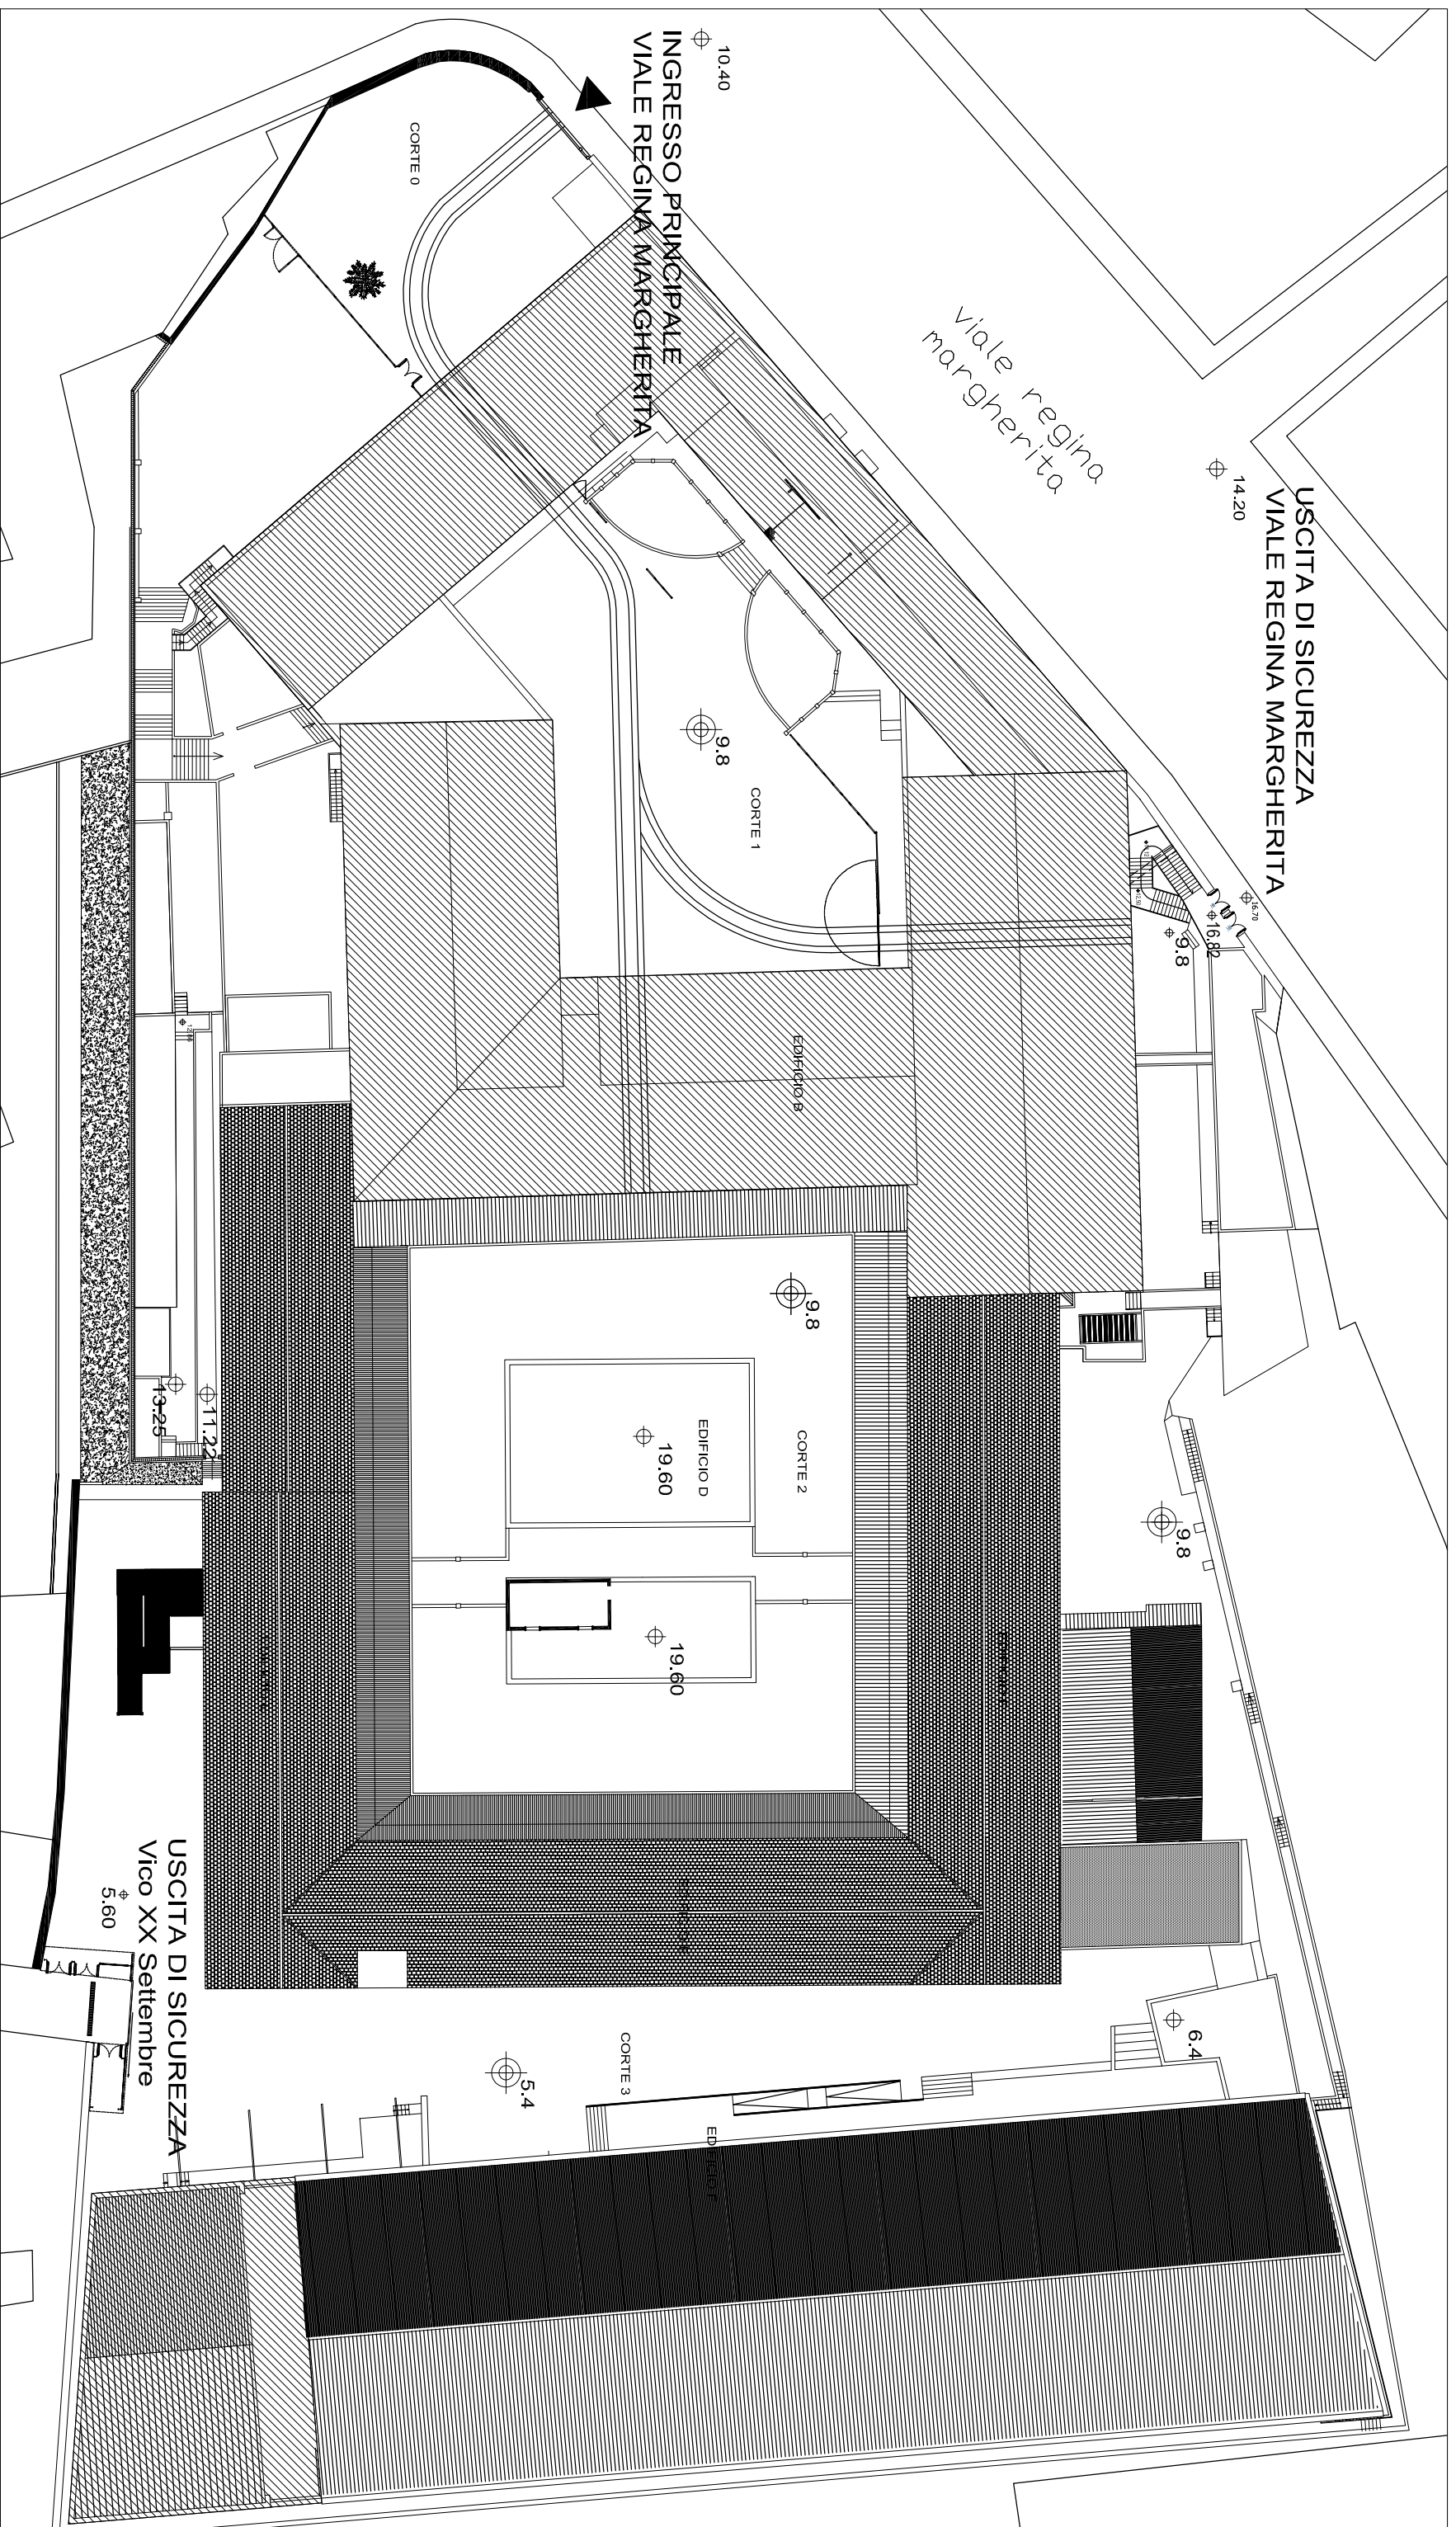 10.40
INGRESSO PRINCIPALE
VIALE REGINA MARGHERITA
CORTE 0
viale regina
margherita
14.20
USCITA DI SICUREZZA
VIALE REGINA MARGHERITA
9.8
CORTE 1
16.70
16.82
9.8
EDIFICIO B
9.8
13.25
11.22
19.60
EDIFICIO D
CORTE 2
9.8
19.60
USCITA DI SICUREZZA
Vico XX Settembre
5.60
6.4
CORTE 3
5.4
EDIFICIO F